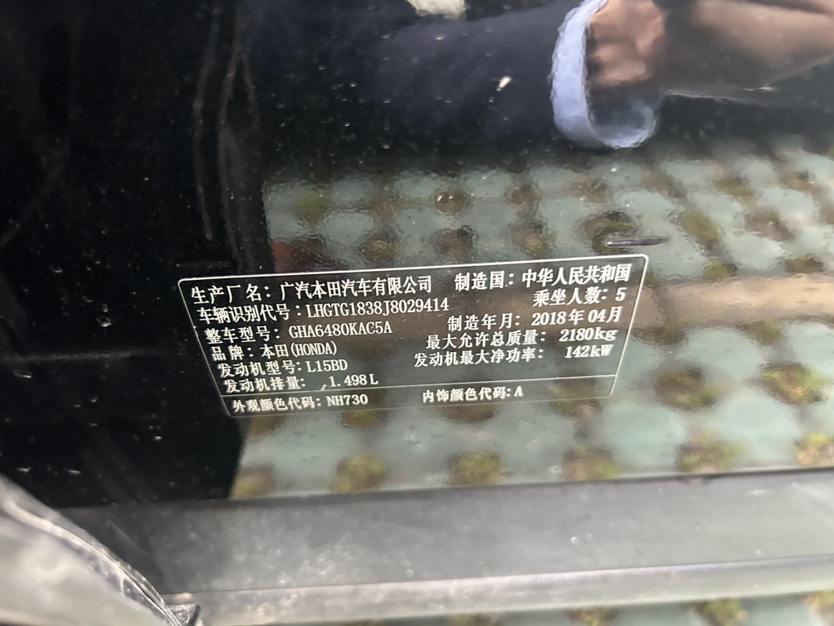 生产厂名：广汽本田汽车有限公司 制造国：中华人民共和国
车辆识别代号：LHGTG1838J8029414 乘坐人数：5
整车型号：GHA6480KAC5A 制造年月：2018年04月
品牌：本田(HONDA) 最大允许总质量：2180kg
发动机型号：L15BD 发动机最大净功率：142kW
发动机排量：1.498L
外观颜色代码：NH730 内饰颜色代码：A